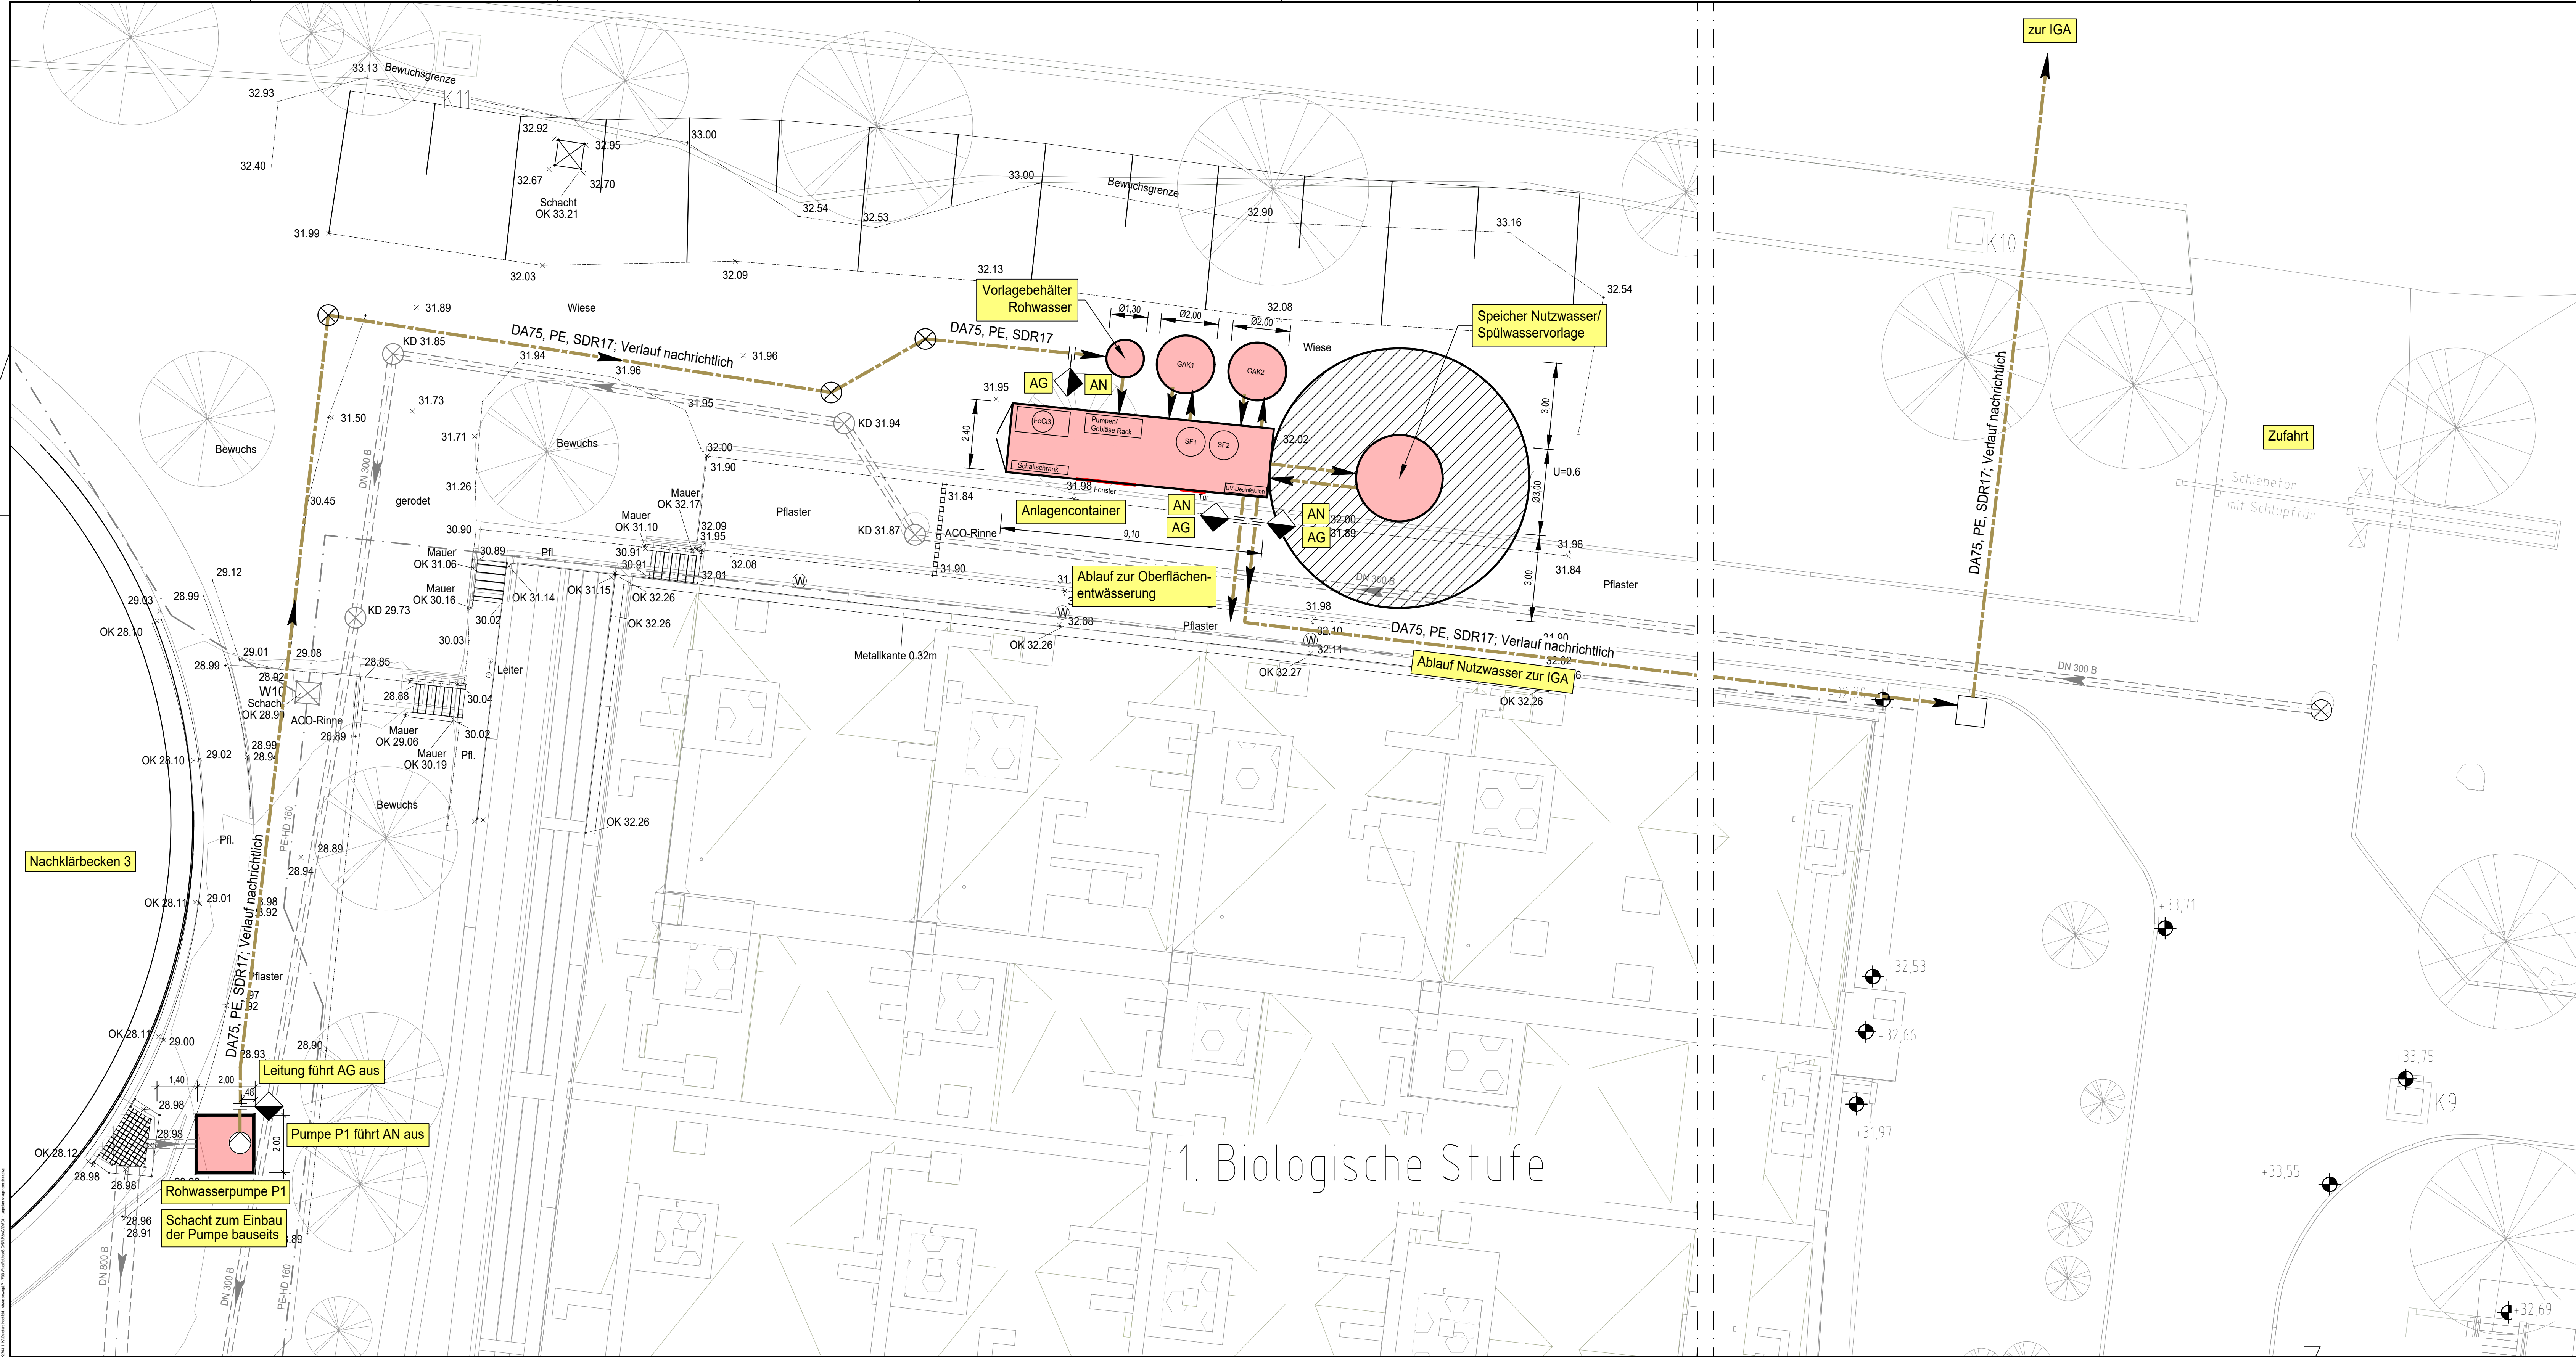 zur IGA
33.13
Bewuchsgrenze
32.93
K11
32.92
32.95
33.00
32.40
32.67
32.70
Schacht
OK 33.21
33.00
Bewuchsgrenze
32.54
32.53
32.90
33.16
31.99
32.03
32.09
32.13
K10
Vorlagebehälter
Rohwasser
32.08
32.54
31.89
Wiese
Ø1,30
Ø2,00
Ø2,00
Speicher Nutzwasser/
Spülwasservorlage
DA75, PE, SDR17; Verlauf nachrichtlich
DA75, PE, SDR17
KD 31.85
31.94
31.96
31.96
Wiese
GAK1
GAK2
AG
AN
31.95
31.50
31.73
31.95
KD 31.94
2,40
FeCl3
Pumpen/
Gebläse Rack
SF1
SF2
32.02
3,00
Bewuchs
31.71
Bewuchs
32.00
31.90
Schaltschrank
UV-Desinfektion
U=0.6
Zufahrt
Schiebetor
mit Schlupftür
DN 300 B
30.45
gerodet
31.26
Mauer
OK 32.17
31.84
31.98
Fenster
Tür
Ø3,00
Anlagencontainer
AN
AG
AN
AG
32.00
31.89
Mauer
OK 31.10
Pflaster
KD 31.87
ACO-Rinne
9,10
30.90
32.09
31.95
Mauer
OK 31.06
30.89
Pfl.
30.91
30.91
32.01
32.08
31.90
31.96
31.84
3,00
DN 300 B
Pflaster
Mauer
OK 30.16
OK 31.14
OK 31.15
OK 32.26
W
Ablauf zur Oberflächen-
entwässerung
W
31.98
29.12
28.99
29.03
OK 28.10
KD 29.73
30.02
30.03
OK 32.26
32.06
Pflaster
OK 32.26
32.10
W
32.11
DA75, PE, SDR17; Verlauf nachrichtlich
31.90
32.02
DA75, PE, SDR17; Verlauf nachrichtlich
Metallkante 0.32m
OK 32.27
Ablauf Nutzwasser zur IGA
OK 32.26
DN 300 B
+32,80
29.01
28.99
29.08
28.85
Leiter
28.92
W10
Schacht
OK 28.90
28.88
30.04
ACO-Rinne
28.89
Mauer
OK 29.06
30.02
Mauer
OK 30.19
Pfl.
OK 28.10
29.02
28.99
28.94
Bewuchs
OK 32.26
PE-HD 160
Pfl.
28.89
28.94
Nachklärbecken 3
OK 28.11
29.01
+33,71
+32,53
DA75, PE, SDR17; Verlauf nachrichtlich
Pflaster
+32,66
OK 28.11
29.00
28.93
28.90
Leitung führt AG aus
1,40
2,00
+33,75
K9
28.98
28.98
2,00
Pumpe P1 führt AN aus
+31,97
OK 28.12
28.98
28.98
Rohwasserpumpe P1
1. Biologische Stufe
+33,55
Schacht zum Einbau
der Pumpe bauseits
28.96
28.91
DN 800 B
DN 300 B
PE-HD 160
+32,69